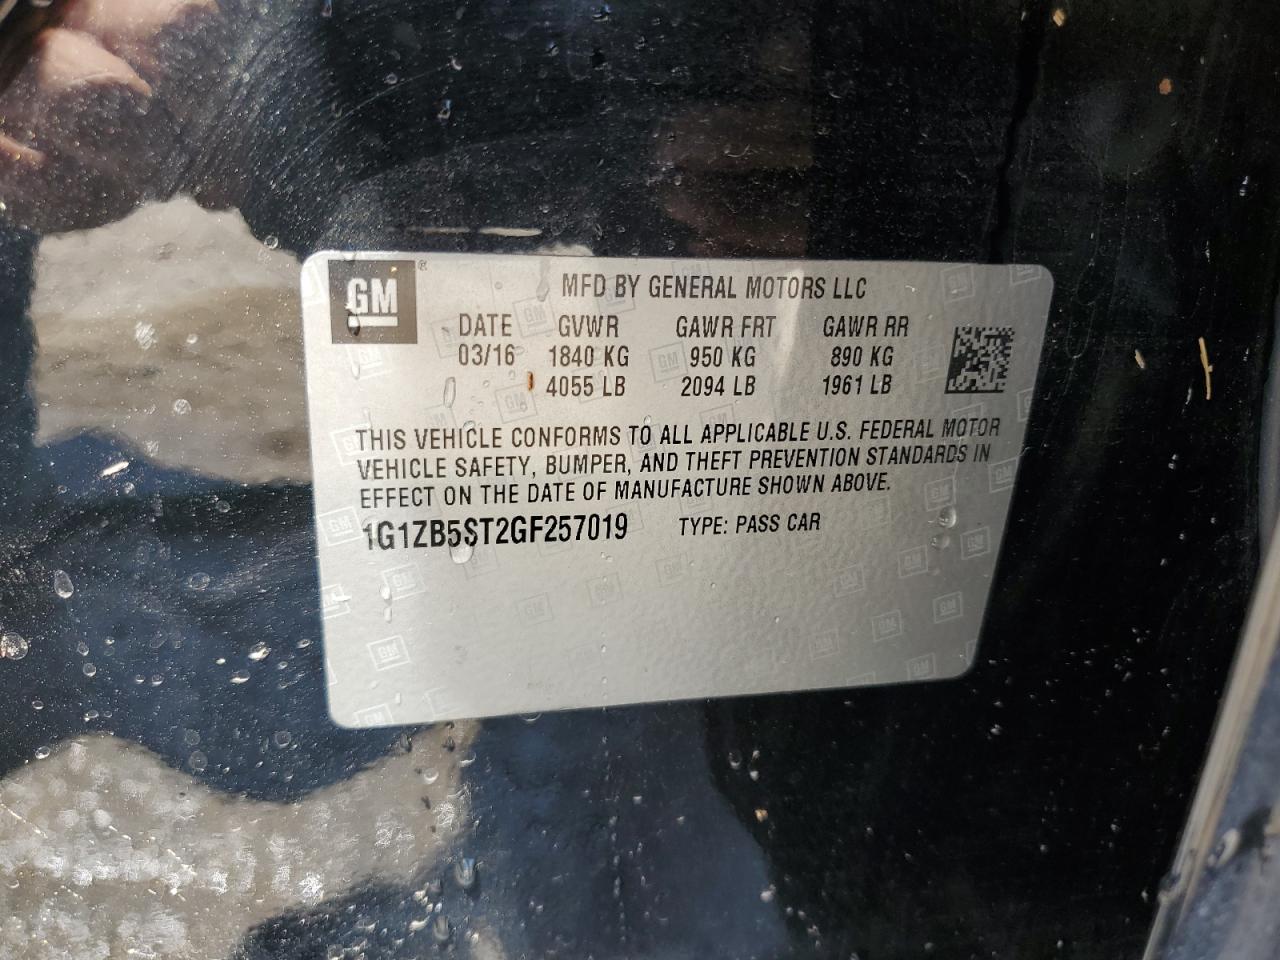 GM
MFD BY GENERAL MOTORS LLC
DATE GVWR GAWR FRT GAWR RR
03/16 1840 KG 950 KG 890 KG
4055 LB 2094 LB 1961 LB
THIS VEHICLE CONFORMS TO ALL APPLICABLE U.S. FEDERAL MOTOR
VEHICLE SAFETY, BUMPER, AND THEFT PREVENTION STANDARDS IN
EFFECT ON THE DATE OF MANUFACTURE SHOWN ABOVE.
1G1ZB5ST2GF257019 TYPE: PASS CAR